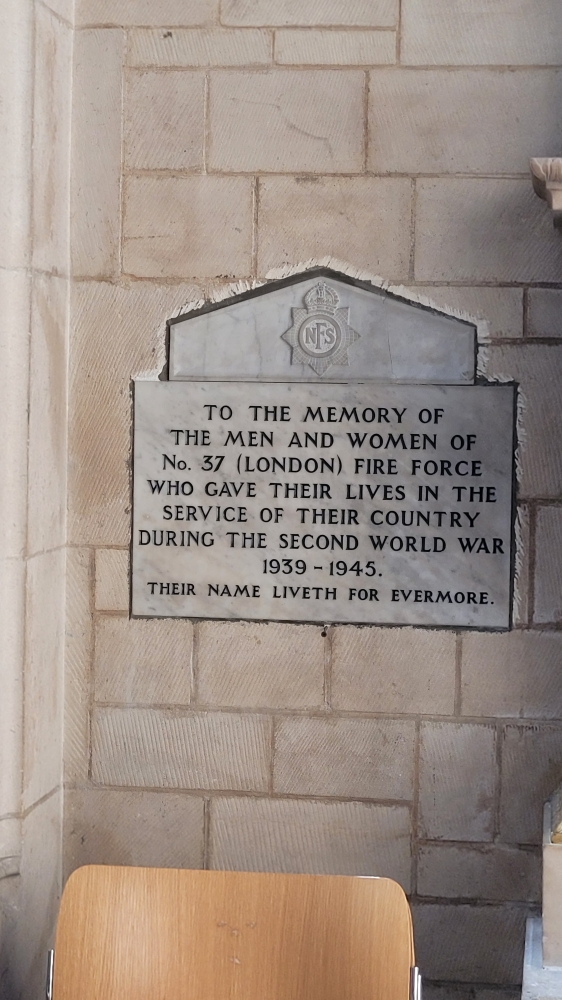 NFS
TO THE MEMORY OF
THE MEN AND WOMEN OF
No. 37 (LONDON) FIRE FORCE
WHO GAVE THEIR LIVES IN THE
SERVICE OF THEIR COUNTRY
DURING THE SECOND WORLD WAR
1939 - 1945.
THEIR NAME LIVETH FOR EVERMORE.